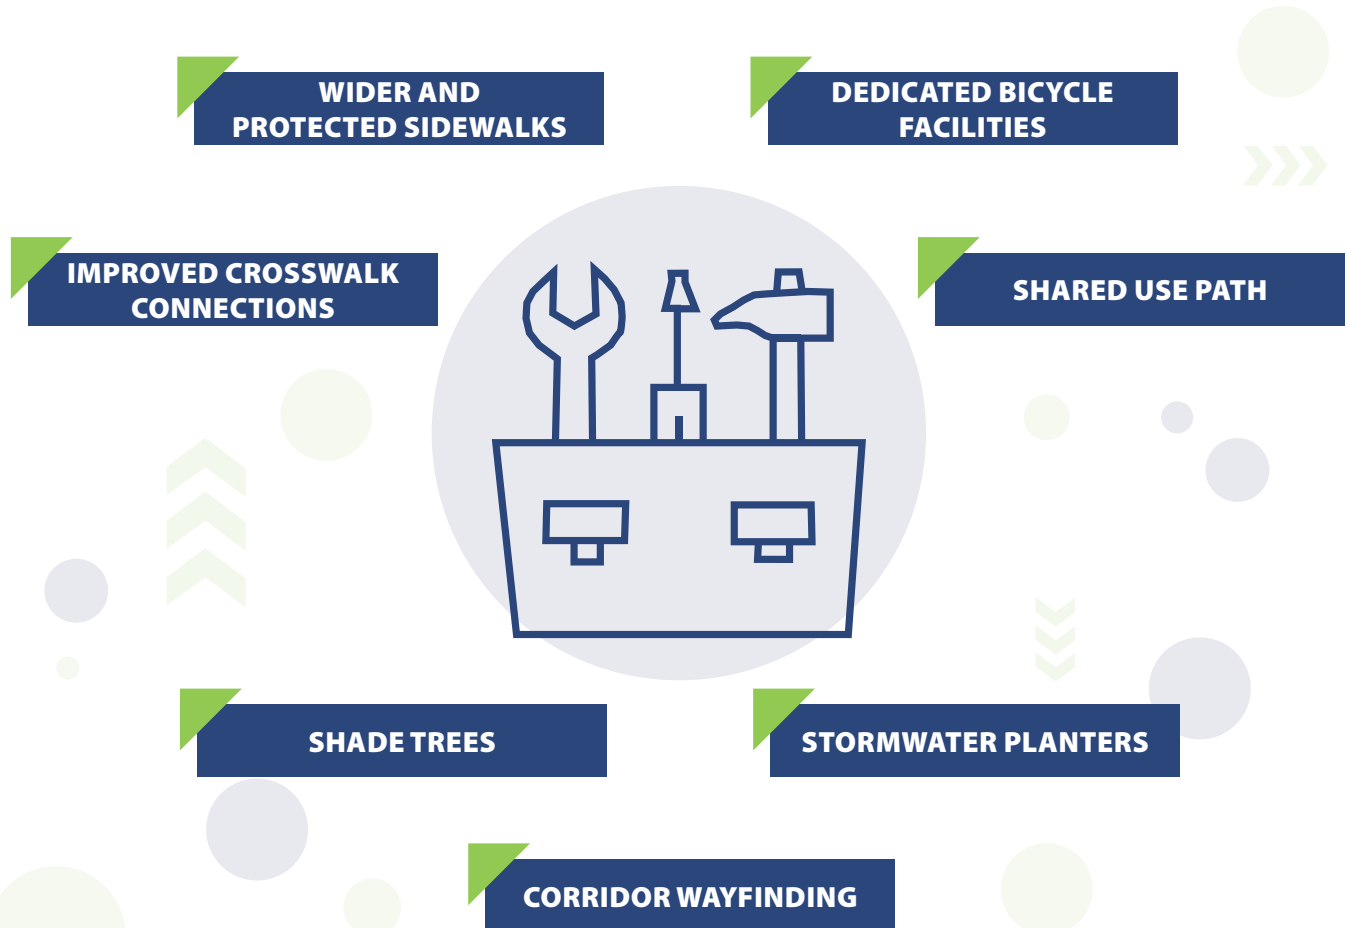 WIDER AND
PROTECTED SIDEWALKS
DEDICATED BICYCLE
FACILITIES
IMPROVED CROSSWALK
CONNECTIONS
SHARED USE PATH
SHADE TREES
STORMWATER PLANTERS
CORRIDOR WAYFINDING